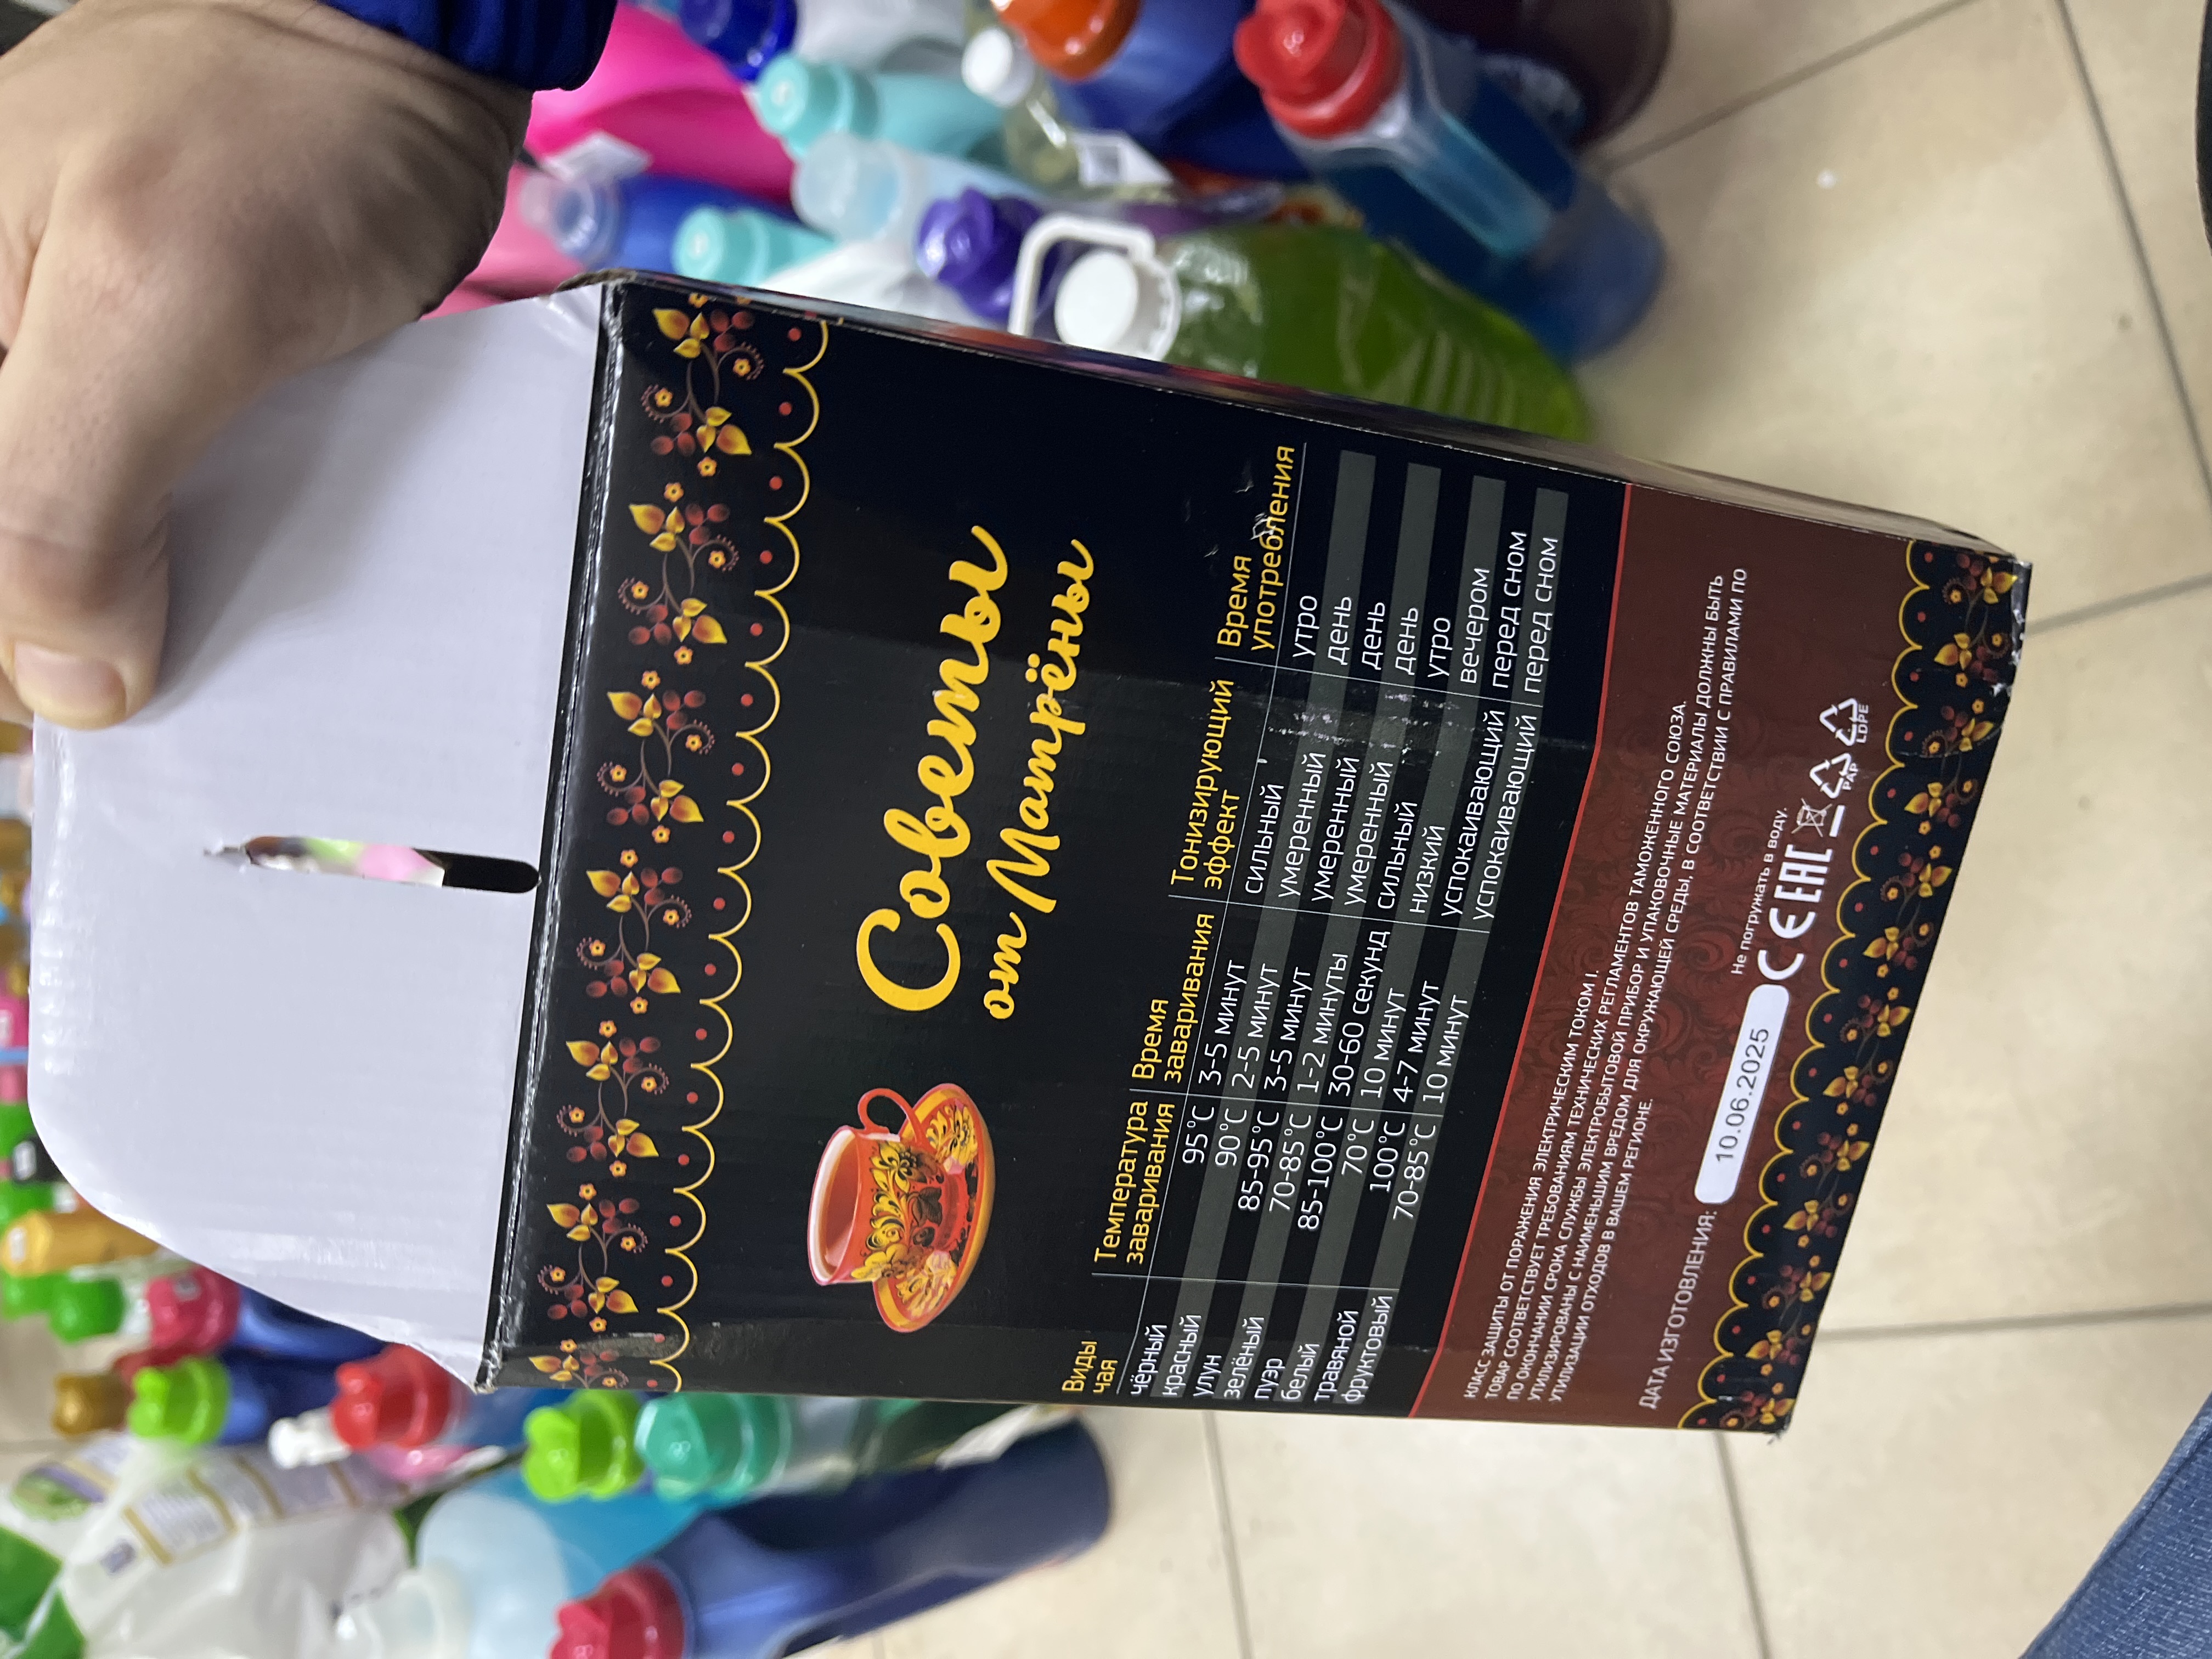 Советы
от Матрёны
Виды чая | Температура заваривания | Время заваривания | Тонизирующий эффект | Время употребления
чёрный 95°C 3-5 минут сильный утро
красный 90°C 2-5 минут умеренный день
улун 85-95°C 3-5 минут умеренный день
зелёный 70-85°C 1-2 минуты умеренный день
пуэр 85-100°C 30-60 секунд сильный утро
белый 70°C 10 минут низкий вечером
травяной 100°C 4-7 минут успокаивающий перед сном
фруктовый 70-85°C 10 минут успокаивающий перед сном
КЛАСС ЗАЩИТЫ ОТ ПОРАЖЕНИЯ ЭЛЕКТРИЧЕСКИМ ТОКОМ I.
ТОВАР СООТВЕТСТВУЕТ ТРЕБОВАНИЯМ ТЕХНИЧЕСКИХ РЕГЛАМЕНТОВ ТАМОЖЕННОГО СОЮЗА.
ПО ОКОНЧАНИИ СРОКА СЛУЖБЫ ЭЛЕКТРОБЫТОВОЙ ПРИБОР И УПАКОВОЧНЫЕ МАТЕРИАЛЫ ДОЛЖНЫ БЫТЬ
УТИЛИЗИРОВАНЫ С НАИМЕНЬШИМ ВРЕДОМ ДЛЯ ОКРУЖАЮЩЕЙ СРЕДЫ, В СООТВЕТСТВИИ С ПРАВИЛАМИ ПО
УТИЛИЗАЦИИ ОТХОДОВ В ВАШЕМ РЕГИОНЕ.
Не погружать в воду.
ДАТА ИЗГОТОВЛЕНИЯ: 10.06.2025 CE EAC
PAP LDPE